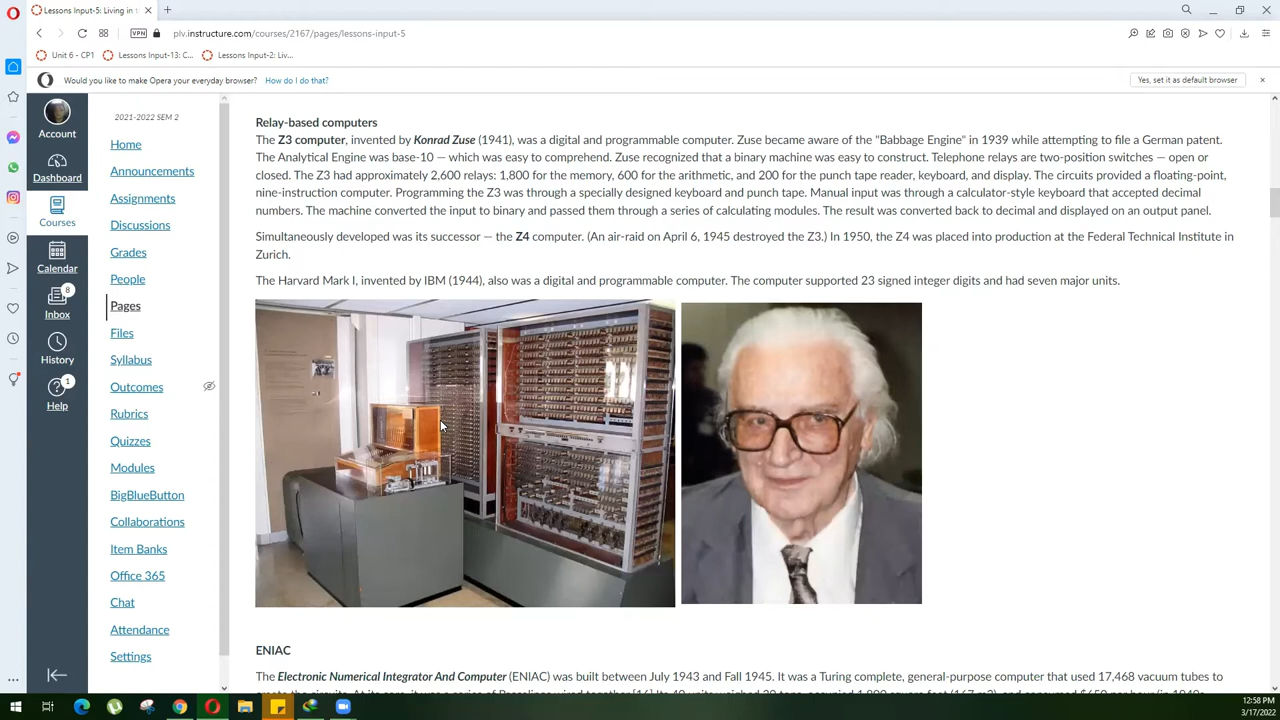 Lessons Input-5: Living in t
plv.instructure.com/courses/2167/pages/lessons-input-5
VPN
Unit 6 - CP1
Lessons Input-13: C...
Lessons Input-2: Liv...
Would you like to make Opera your everyday browser? How do I do that?
Yes, set it as default browser
Account
Dashboard
Courses
Calendar
8
Inbox
History
1
Help
2021-2022 SEM 2
Home
Announcements
Assignments
Discussions
Grades
People
Pages
Files
Syllabus
Outcomes
Rubrics
Quizzes
Modules
BigBlueButton
Collaborations
Item Banks
Office 365
Chat
Attendance
Settings
Relay-based computers
The Z3 computer, invented by Konrad Zuse (1941), was a digital and programmable computer. Zuse became aware of the "Babbage Engine" in 1939 while attempting to file a German patent.
The Analytical Engine was base-10 — which was easy to comprehend. Zuse recognized that a binary machine was easy to construct. Telephone relays are two-position switches — open or
closed. The Z3 had approximately 2,600 relays: 1,800 for the memory, 600 for the arithmetic, and 200 for the punch tape reader, keyboard, and display. The circuits provided a floating-point,
nine-instruction computer. Programming the Z3 was through a specially designed keyboard and punch tape. Manual input was through a calculator-style keyboard that accepted decimal
numbers. The machine converted the input to binary and passed them through a series of calculating modules. The result was converted back to decimal and displayed on an output panel.
Simultaneously developed was its successor — the Z4 computer. (An air-raid on April 6, 1945 destroyed the Z3.) In 1950, the Z4 was placed into production at the Federal Technical Institute in
Zurich.
The Harvard Mark I, invented by IBM (1944), also was a digital and programmable computer. The computer supported 23 signed integer digits and had seven major units.
ENIAC
The Electronic Numerical Integrator And Computer (ENIAC) was built between July 1943 and Fall 1945. It was a Turing complete, general-purpose computer that used 17,468 vacuum tubes to
12:58 PM
3/17/2022